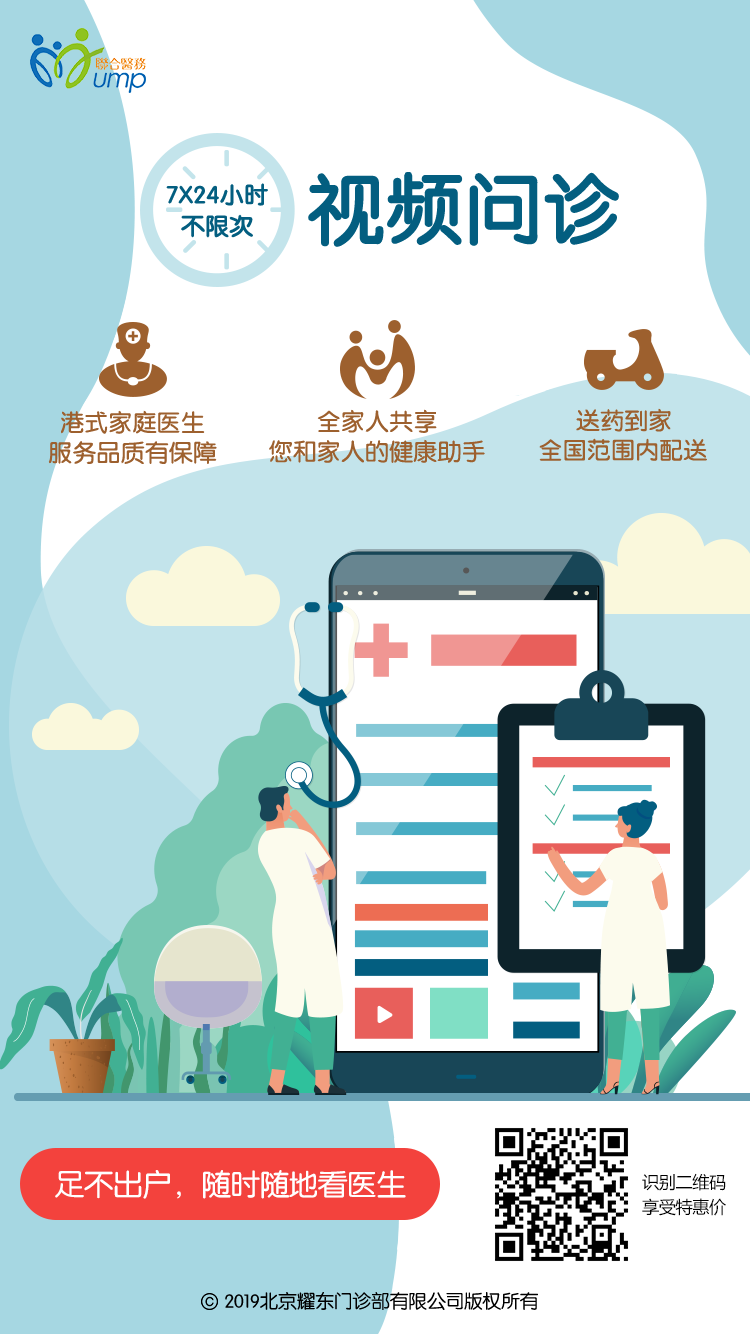 聯合醫務
ump
7X24小时
不限次
视频问诊
港式家庭医生
服务品质有保障
全家人共享
您和家人的健康助手
送药到家
全国范围内配送
足不出户，随时随地看医生
识别二维码
享受特惠价
© 2019北京耀东门诊部有限公司版权所有